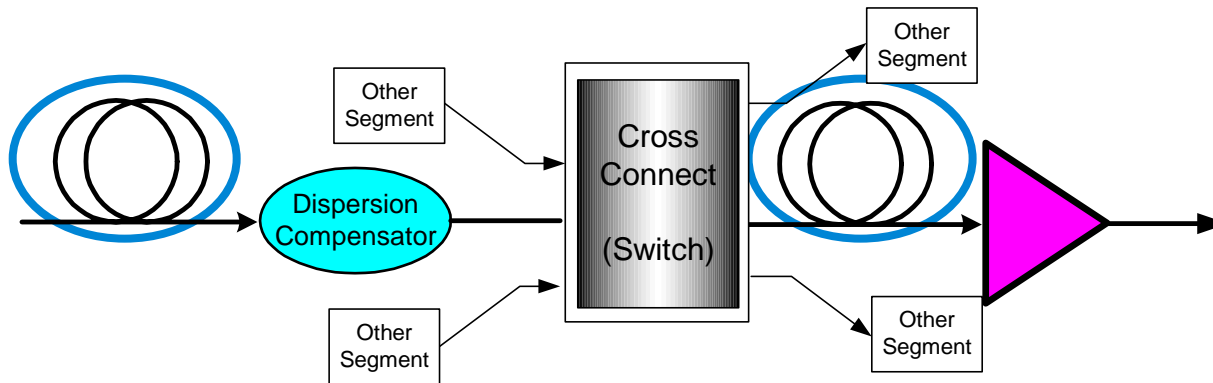 Other
Segment
Other
Segment
Dispersion
Compensator
Cross
Connect
(Switch)
Other
Segment
Other
Segment